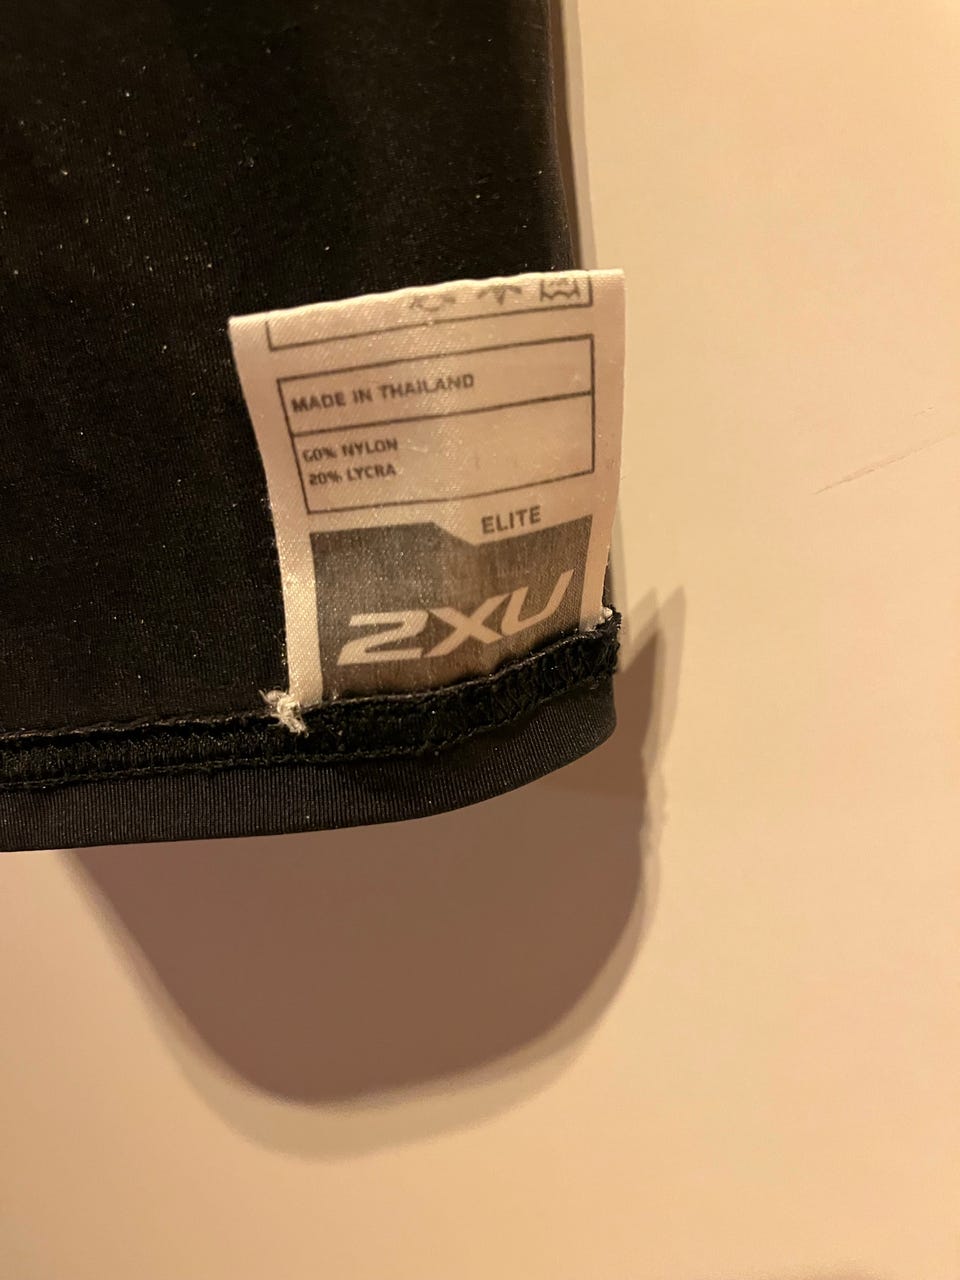 MADE IN THAILAND
60% NYLON
20% LYCRA
ELITE
2XU